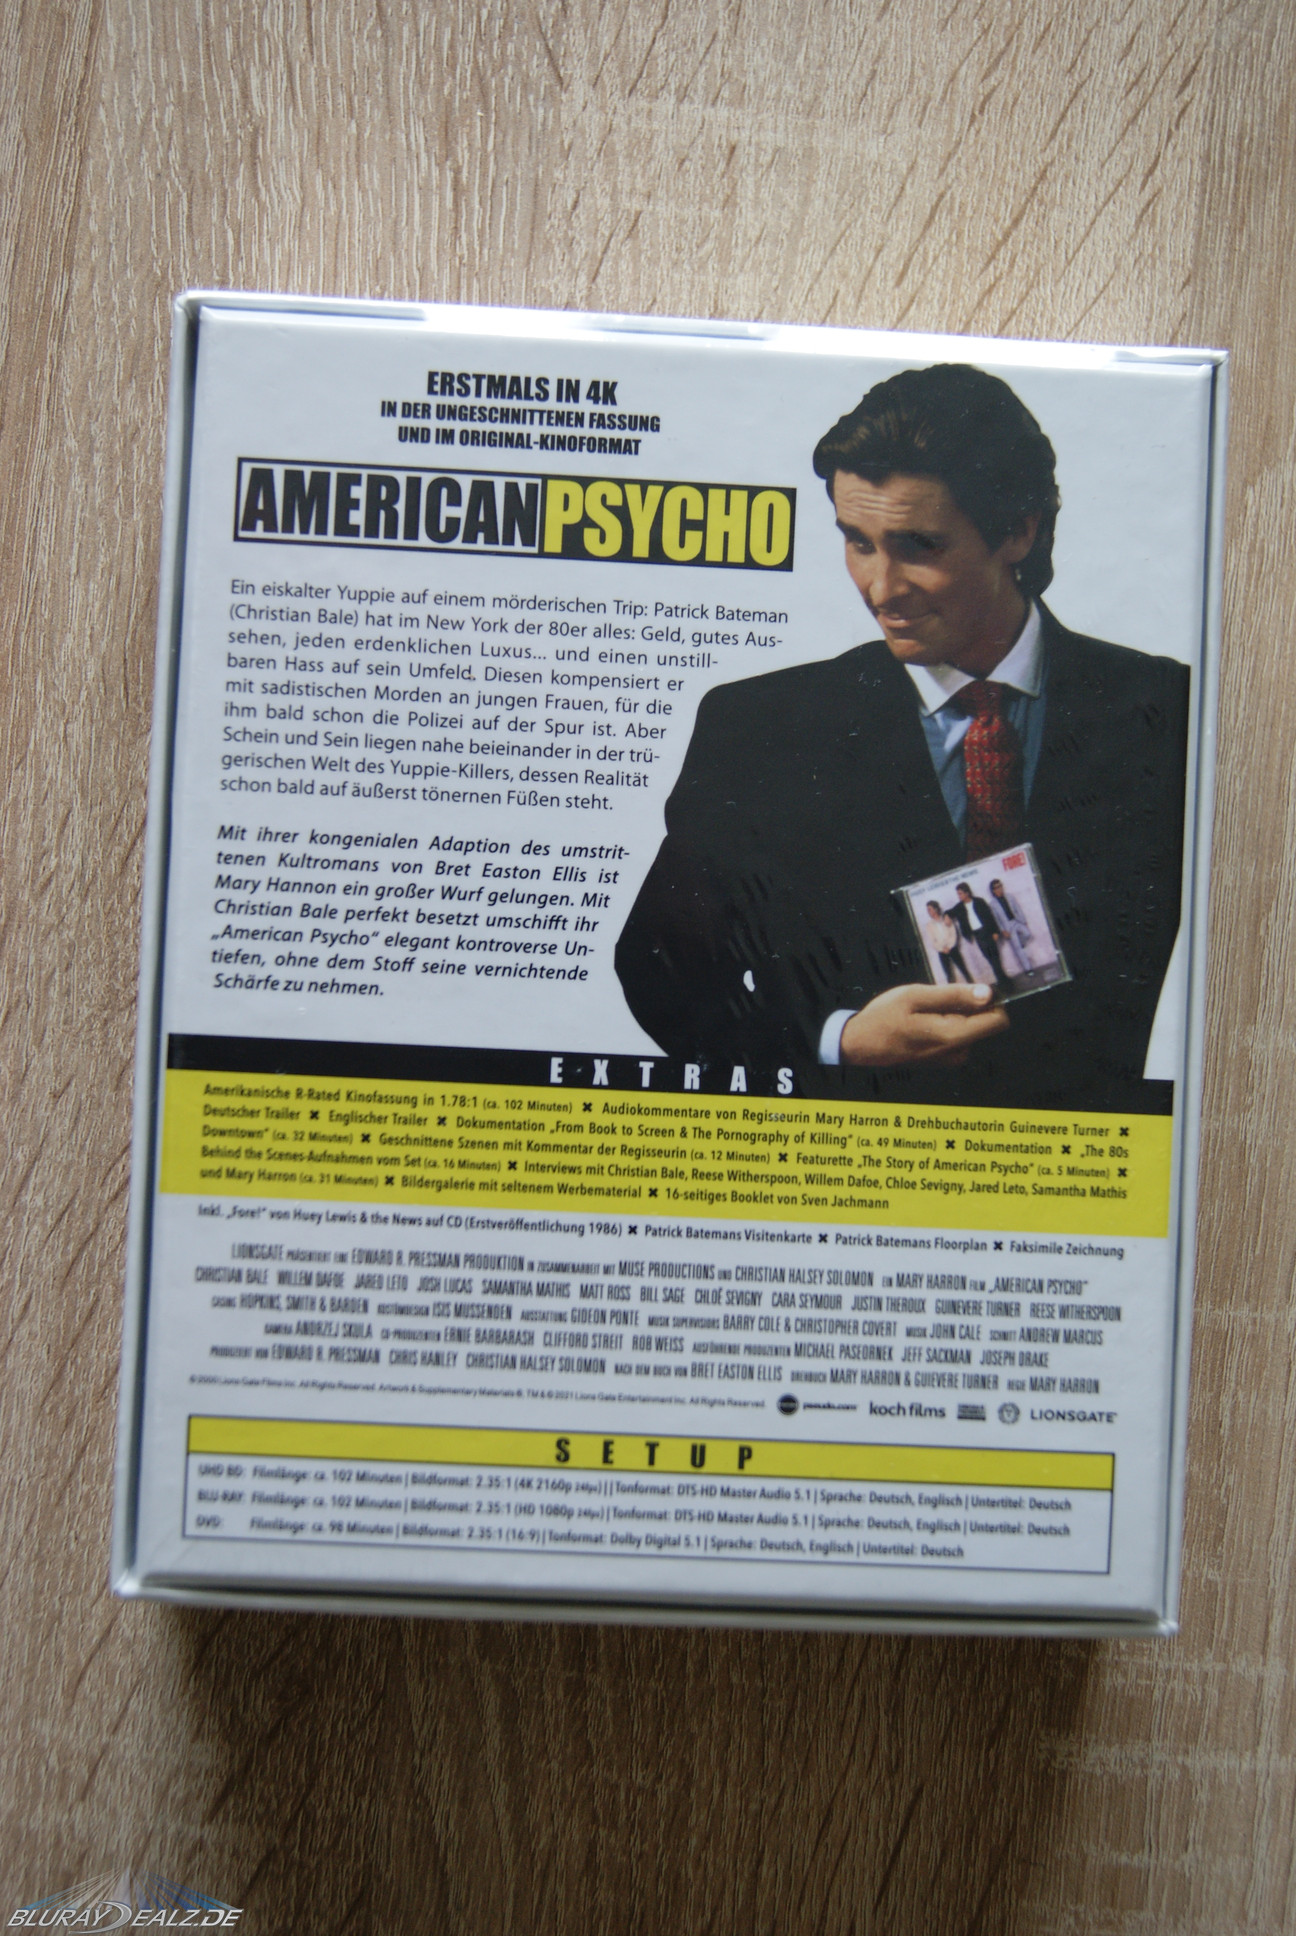 ERSTMALS IN 4K
IN DER UNGESCHNITTENEN FASSUNG
UND IM ORIGINAL-KINOFORMAT
AMERICAN PSYCHO
Ein eiskalter Yuppie auf einem mörderischen Trip: Patrick Bateman
(Christian Bale) hat im New York der 80er alles: Geld, gutes Aus-
sehen, jeden erdenklichen Luxus... und einen unstill-
baren Hass auf sein Umfeld. Diesen kompensiert er
mit sadistischen Morden an jungen Frauen, für die
ihm bald schon die Polizei auf der Spur ist. Aber
Schein und Sein liegen nahe beieinander in der trü-
gerischen Welt des Yuppie-Killers, dessen Realität
schon bald auf äußerst tönernen Füßen steht.
Mit ihrer kongenialen Adaption des umstrit-
tenen Kultromans von Bret Easton Ellis ist
Mary Hannon ein großer Wurf gelungen. Mit
Christian Bale perfekt besetzt umschifft ihr
„American Psycho“ elegant kontroverse Un-
tiefen, ohne dem Stoff seine vernichtende
Schärfe zu nehmen.
FORE!
EXTRAS
Amerikanische R-Rated Kinofassung in 1.78:1 (ca. 102 Minuten) ✖ Audiokommentare von Regisseurin Mary Harron & Drehbuchautorin Guinevere Turner ✖
Deutscher Trailer ✖ Englischer Trailer ✖ Dokumentation „From Book to Screen & The Pornography of Killing“ (ca. 49 Minuten) ✖ Dokumentation ✖ „The 80s
Downtown“ (ca. 32 Minuten) ✖ Geschnittene Szenen mit Kommentar der Regisseurin (ca. 12 Minuten) ✖ Featurette „The Story of American Psycho“ (ca. 5 Minuten) ✖
Behind the Scenes-Aufnahmen vom Set (ca. 16 Minuten) ✖ Interviews mit Christian Bale, Reese Witherspoon, Willem Dafoe, Chloe Sevigny, Jared Leto, Samantha Mathis
und Mary Harron (ca. 31 Minuten) ✖ Bildergalerie mit seltenem Werbematerial ✖ 16-seitiges Booklet von Sven Jachmann
Inkl. „Fore!“ von Huey Lewis & the News auf CD (Erstveröffentlichung 1986) ✖ Patrick Batemans Visitenkarte ✖ Patrick Batemans Floorplan ✖ Faksimile Zeichnung
LIONSGATE PRÄSENTIERT EINE EDWARD R. PRESSMAN PRODUKTION IN ZUSAMMENARBEIT MIT MUSE PRODUCTIONS UND CHRISTIAN HALSEY SOLOMON EIN MARY HARRON FILM „AMERICAN PSYCHO“
CHRISTIAN BALE WILLEM DAFOE JARED LETO JOSH LUCAS SAMANTHA MATHIS MATT ROSS BILL SAGE CHLOË SEVIGNY CARA SEYMOUR JUSTIN THEROUX GUINEVERE TURNER REESE WITHERSPOON
CASTING HOPKINS, SMITH & BARDEN KOSTÜMDESIGN ISIS MUSSENDEN AUSSTATTUNG GIDEON PONTE MUSIK SUPERVISORS BARRY COLE & CHRISTOPHER COVERT MUSIK JOHN CALE SCHNITT ANDREW MARCUS
KAMERA ANDRZEJ SKULA CO-PRODUZENTEN ERNIE BARBARASH CLIFFORD STREIT ROB WEISS AUSFÜHRENDE PRODUZENTEN MICHAEL PASEORNEK JEFF SACKMAN JOSEPH DRAKE
PRODUZIERT VON EDWARD R. PRESSMAN CHRIS HANLEY CHRISTIAN HALSEY SOLOMON NACH DEM BUCH VON BRET EASTON ELLIS DREHBUCH MARY HARRON & GUIEVERE TURNER REGIE MARY HARRON
© 2000 Lions Gate Films Inc. All Rights Reserved. Artwork & Supplementary Materials ®, TM & © 2021 Lions Gate Entertainment Inc. All Rights Reserved.
koch films LIONSGATE
SETUP
UHD BD: Filmlänge: ca. 102 Minuten | Bildformat: 2.35:1 (4K 2160p 24fps) | | Tonformat: DTS-HD Master Audio 5.1 | Sprache: Deutsch, Englisch | Untertitel: Deutsch
BLU-RAY: Filmlänge: ca. 102 Minuten | Bildformat: 2.35:1 (HD 1080p 24fps) | Tonformat: DTS-HD Master Audio 5.1 | Sprache: Deutsch, Englisch | Untertitel: Deutsch
DVD: Filmlänge: ca. 98 Minuten | Bildformat: 2.35:1 (16:9) | Tonformat: Dolby Digital 5.1 | Sprache: Deutsch, Englisch | Untertitel: Deutsch
BLURAYDEALZ.DE